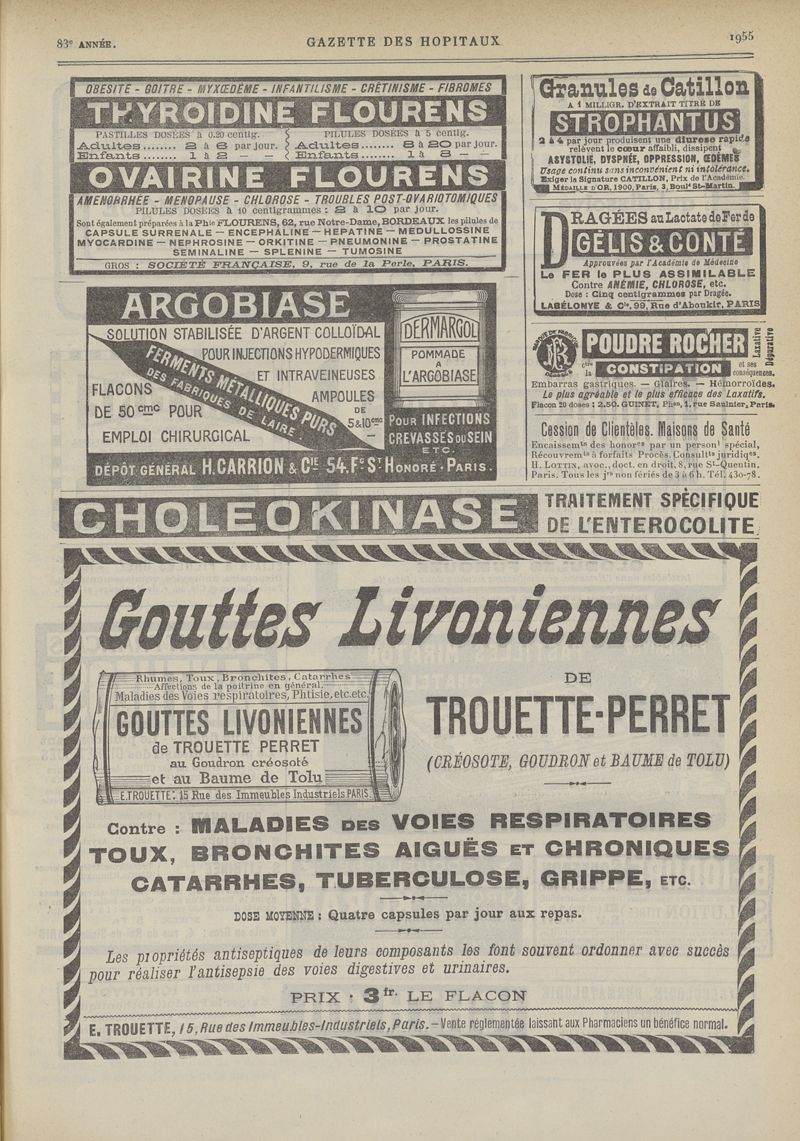 83e ANNÉE.
GAZETTE DES HOPITAUX
1955
OBESITÉ - GOITRE - MYXŒDÈME - INFANTILISME - CRÉTINISME - FIBROMES
THYROIDINE FLOURENS
PASTILLES DOSÉES à 0.20 centig.
Adultes........ 2 à 6 par jour.
Enfants........ 1 à 2 — —
PILULES DOSÉES à 5 centig.
Adultes........ 8 à 20 par jour.
Enfants........ 1 à 8 — —
OVAIRINE FLOURENS
AMENORRHÉE - MENOPAUSE - CHLOROSE - TROUBLES POST-OVARIOTOMIQUES
PILULES DOSÉES à 10 centigrammes : 2 à 10 par jour.
Sont également préparées à la Phie FLOURENS, 62, rue Notre-Dame, BORDEAUX les pilules de
CAPSULE SURRENALE — ENCEPHALINE — HEPATINE — MEDULLOSSINE
MYOCARDINE — NEPHROSINE — ORKITINE — PNEUMONINE — PROSTATINE
SEMINALINE — SPLENINE — TUMOSINE
GROS : SOCIÉTÉ FRANÇAISE, 9, rue de la Perle, PARIS.
Granules de Catillon
A 1 MILLIGR. D'EXTRAIT TITRÉ DE
STROPHANTUS
2 à 4 par jour produisent une diurese rapide
relèvent le cœur affaibli, dissipent
ASYSTOLIE, DYSPNÉE, OPPRESSION, ŒDÈMES
Usage continu sans inconvénient ni intolérance.
Exiger la Signature CATILLON, Prix de l'Académie.
MÉDAILLE D'OR, 1900, Paris, 3, Boult St-Martin.
DRAGÉES au Lactate de Fer de
GÉLIS & CONTÉ
Approuvées par l'Académie de Médecine
Le FER le PLUS ASSIMILABLE
Contre ANÉMIE, CHLOROSE, etc.
Dose : Cinq centigrammes par Dragée.
LABÉLONYE & Cie, 99, Rue d'Aboukir, PARIS
ARGOBIASE
SOLUTION STABILISÉE D'ARGENT COLLOÏDAL
POUR INJECTIONS HYPODERMIQUES
ET INTRAVEINEUSES
FERMENTS MÉTALLIQUES PURS
DES FABRIQUES DE LAIRE.
FLACONS
DE 50 cmc POUR
EMPLOI CHIRURGICAL
AMPOULES
DE
5&10cmc
—
DERMARGOL
POMMADE
A
L'ARGOBIASE
POUR INFECTIONS
CREVASSES DU SEIN
ETC.
DÉPÔT GÉNÉRAL H. CARRION & CIE 54. Fg ST HONORÉ . PARIS.
POUDRE ROCHER
Laxative
Dépurative
ctre la CONSTIPATION et ses conséquences.
Embarras gastriques. — Glaires. — Hémorroïdes.
Le plus agréable et le plus efficace des Laxatifs.
Flacon 20 doses : 2.50. GUINET, Phen, 1, rue Saulnier, Paris.
Cession de Clientèles. Maisons de Santé
Encaissemts des honores par un personl spécial,
Récouvremts à forfaits Procès. Consultns juridiqes.
H. LOTTIN, avoc., doct. en droit, 8, rue St-Quentin,
Paris. Tous les jrs non fériés de 3 à 6 h. Tél. 430-78.
CHOLEOKINASE
TRAITEMENT SPÉCIFIQUE
DE L'ENTEROCOLITE
Gouttes Livoniennes
DE
TROUETTE-PERRET
(CRÉOSOTE, GOUDRON et BAUME de TOLU)
Rhumes, Toux, Bronchites, Catarrhes
Affections de la poitrine en général.
Maladies des Voies respiratoires, Phtisie, etc.etc.
GOUTTES LIVONIENNES
de TROUETTE PERRET
au Goudron créosoté
et au Baume de Tolu
E.TROUETTE: 15 Rue des Immeubles Industriels PARIS.
Contre : MALADIES DES VOIES RESPIRATOIRES
TOUX, BRONCHITES AIGUËS ET CHRONIQUES
CATARRHES, TUBERCULOSE, GRIPPE, ETC.
DOSE MOYENNE : Quatre capsules par jour aux repas.
Les propriétés antiseptiques de leurs composants les font souvent ordonner avec succès
pour réaliser l'antisepsie des voies digestives et urinaires.
PRIX : 3 fr. LE FLACON
E. TROUETTE, 15, Rue des Immeubles-Industriels, Paris. — Vente réglementée laissant aux Pharmaciens un bénéfice normal.